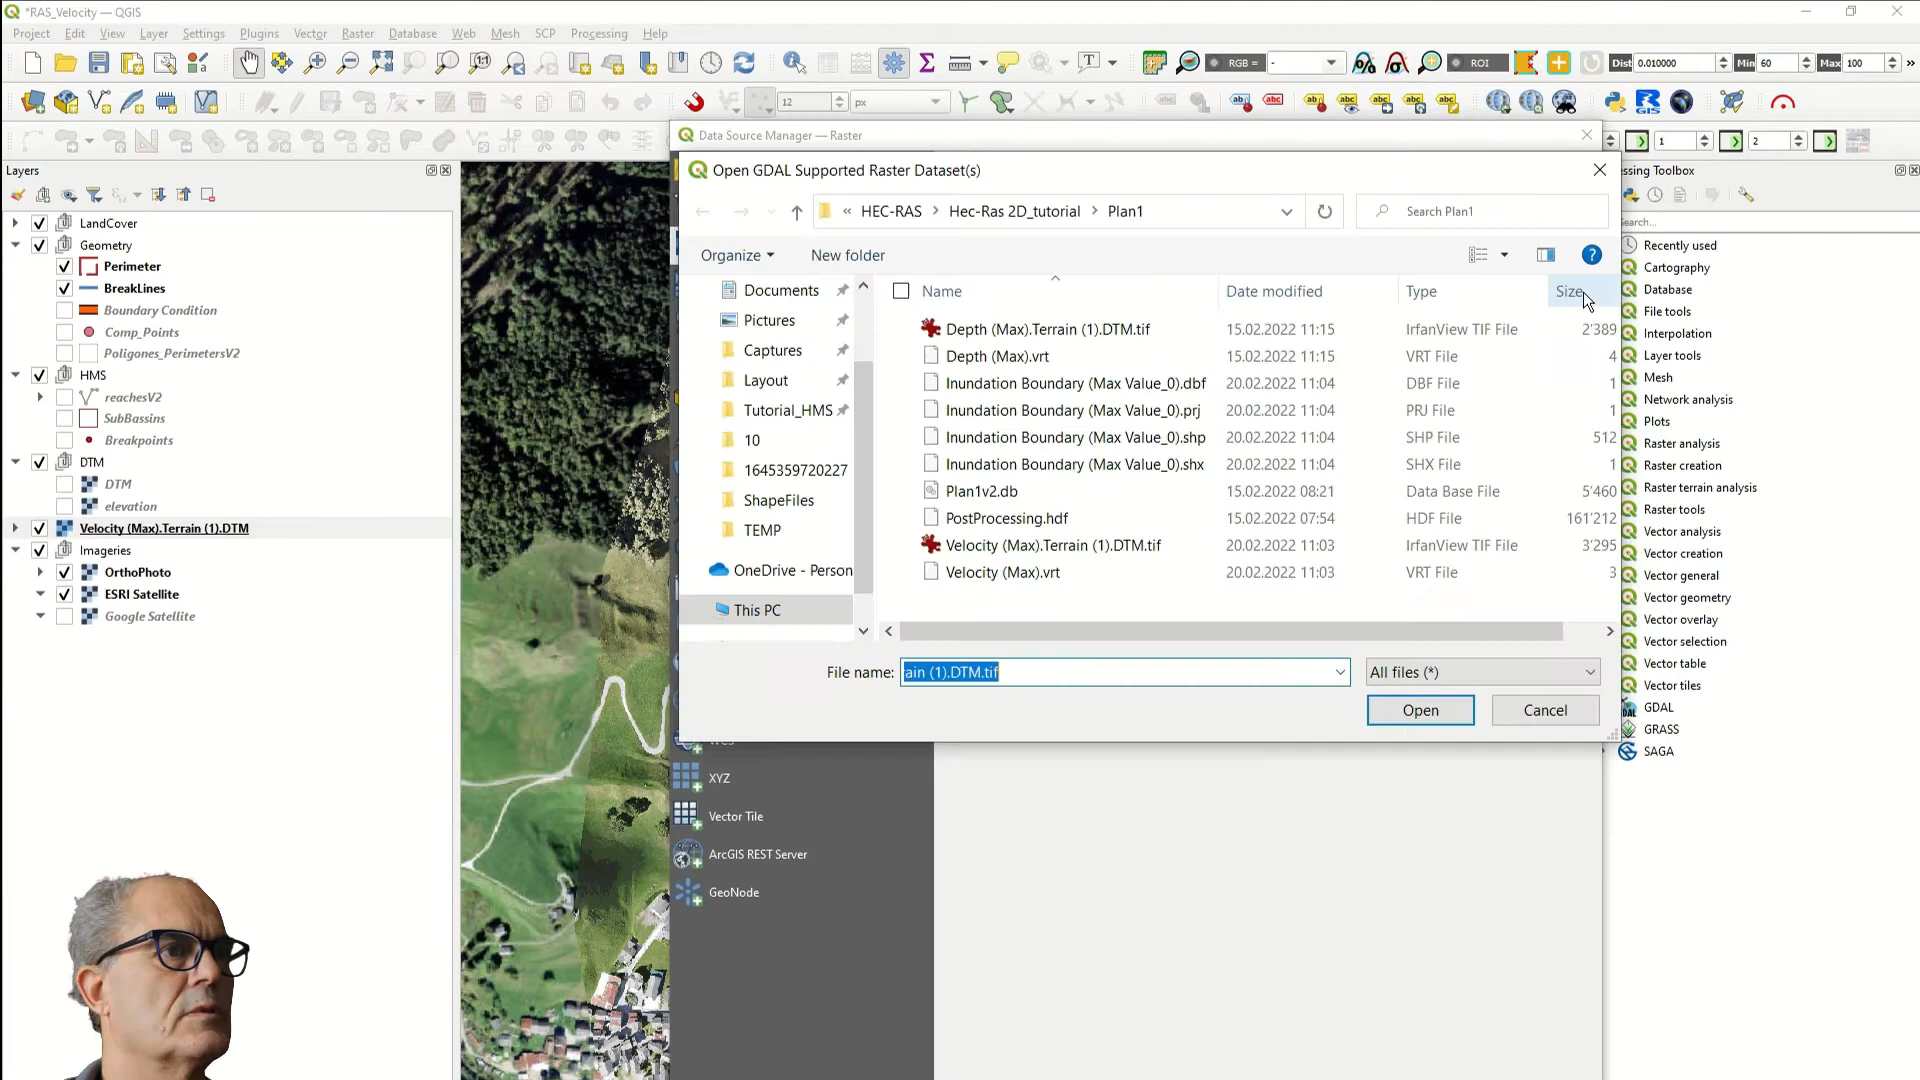 *RAS_Velocity — QGIS
Project Edit View Layer Settings Plugins Vector Raster Database Web Mesh SCP Processing Help
RGB = - ROI Dist 0.010000 Min 60 Max 100 »
12 px
1 2
Layers
LandCover
Geometry
Perimeter
BreakLines
Boundary Condition
Comp_Points
Poligones_PerimetersV2
HMS
reachesV2
SubBassins
Breakpoints
DTM
DTM
elevation
Velocity (Max).Terrain (1).DTM
Imageries
OrthoPhoto
ESRI Satellite
Google Satellite
Data Source Manager — Raster
Open GDAL Supported Raster Dataset(s)
« HEC-RAS › Hec-Ras 2D_tutorial › Plan1
Search Plan1
Organize New folder
Documents
Pictures
Captures
Layout
Tutorial_HMS
10
1645359720227
ShapeFiles
TEMP
OneDrive - Person
This PC
Name Date modified Type Size
Depth (Max).Terrain (1).DTM.tif 15.02.2022 11:15 IrfanView TIF File 2'389
Depth (Max).vrt 15.02.2022 11:15 VRT File 4
Inundation Boundary (Max Value_0).dbf 20.02.2022 11:04 DBF File 1
Inundation Boundary (Max Value_0).prj 20.02.2022 11:04 PRJ File 1
Inundation Boundary (Max Value_0).shp 20.02.2022 11:04 SHP File 512
Inundation Boundary (Max Value_0).shx 20.02.2022 11:04 SHX File 1
Plan1v2.db 15.02.2022 08:21 Data Base File 5'460
PostProcessing.hdf 15.02.2022 07:54 HDF File 161'212
Velocity (Max).Terrain (1).DTM.tif 20.02.2022 11:03 IrfanView TIF File 3'295
Velocity (Max).vrt 20.02.2022 11:03 VRT File 3
File name: ain (1).DTM.tif All files (*)
Open Cancel
XYZ
Vector Tile
ArcGIS REST Server
GeoNode
ssing Toolbox
earch...
Recently used
Cartography
Database
File tools
Interpolation
Layer tools
Mesh
Network analysis
Plots
Raster analysis
Raster creation
Raster terrain analysis
Raster tools
Vector analysis
Vector creation
Vector general
Vector geometry
Vector overlay
Vector selection
Vector table
Vector tiles
GDAL
GRASS
SAGA